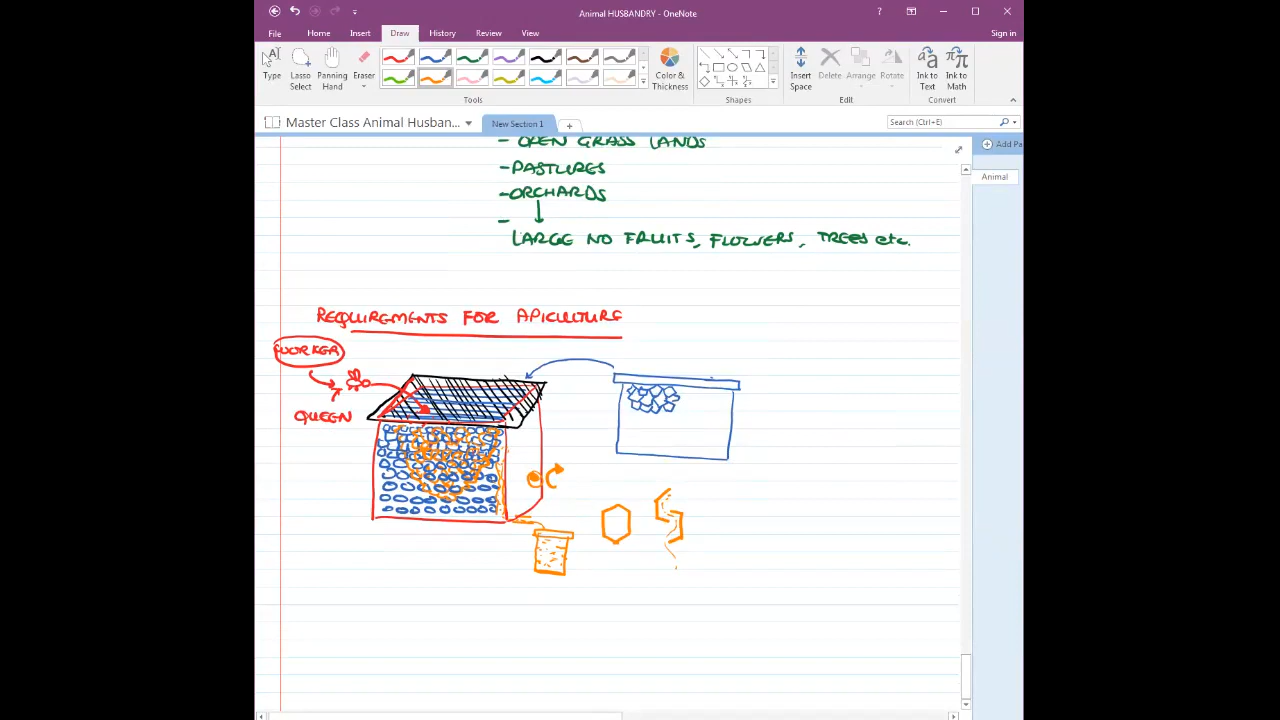 Animal HUSBANDRY - OneNote
?
File Home Insert Draw History Review View
Sign in
Type
Lasso Select
Panning Hand
Eraser
Color & Thickness
Insert Space
Delete
Arrange
Rotate
Ink to Text
Ink to Math
Tools
Shapes
Edit
Convert
Master Class Animal Husban...
New Section 1
Search (Ctrl+E)
Add Pa
Animal
- OPEN GRASS LANDS
- PASTURES
- ORCHARDS
-
LARGE NO FRUITS, FLOWERS, TREES etc.
REQUIREMENTS FOR APICULTURE
WORKER
QUEEN